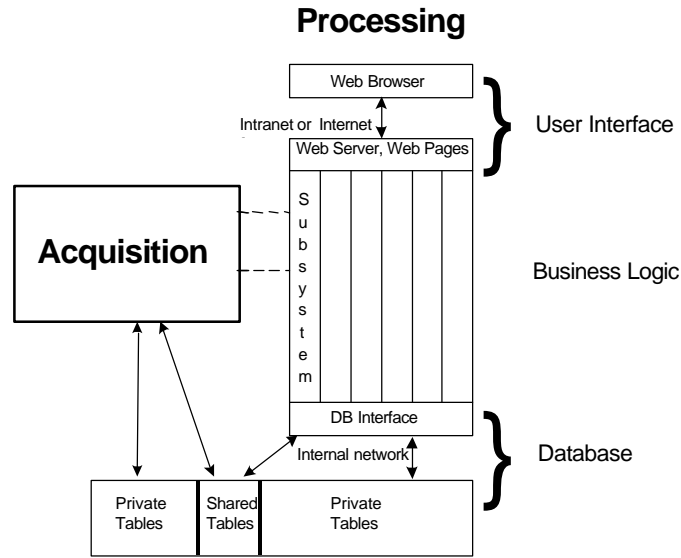 Processing
Web Browser
Intranet or Internet
User Interface
Web Server, Web Pages
Subsystem
Acquisition
Business Logic
DB Interface
Internal network
Database
Private
Tables
Shared
Tables
Private
Tables